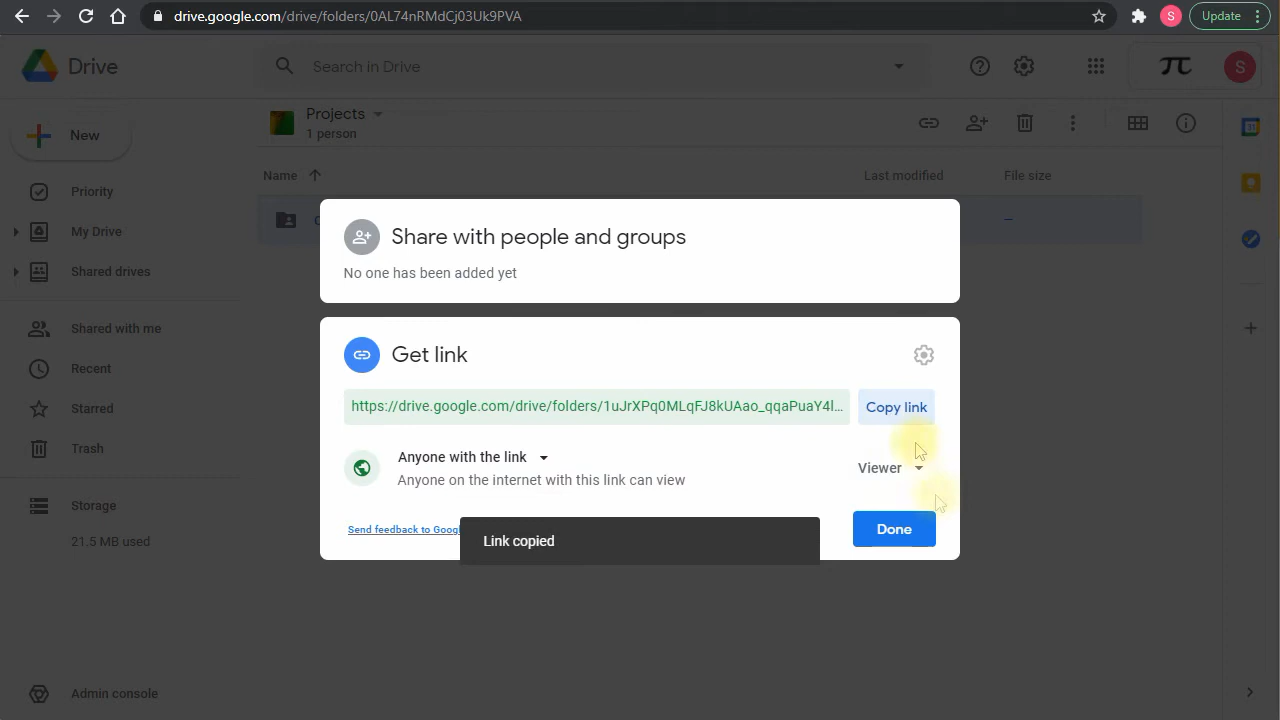 drive.google.com/drive/folders/0AL74nRMdCj03Uk9PVA
S
Update
Drive
Search in Drive
S
New
Projects
1 person
Priority
My Drive
Shared drives
Shared with me
Recent
Starred
Trash
Storage
21.5 MB used
Admin console
Name
Last modified
File size
Share with people and groups
No one has been added yet
Get link
https://drive.google.com/drive/folders/1uJrXPq0MLqFJ8kUAao_qqaPuaY4l...
Copy link
Anyone with the link
Anyone on the internet with this link can view
Viewer
Send feedback to Googl
Link copied
Done